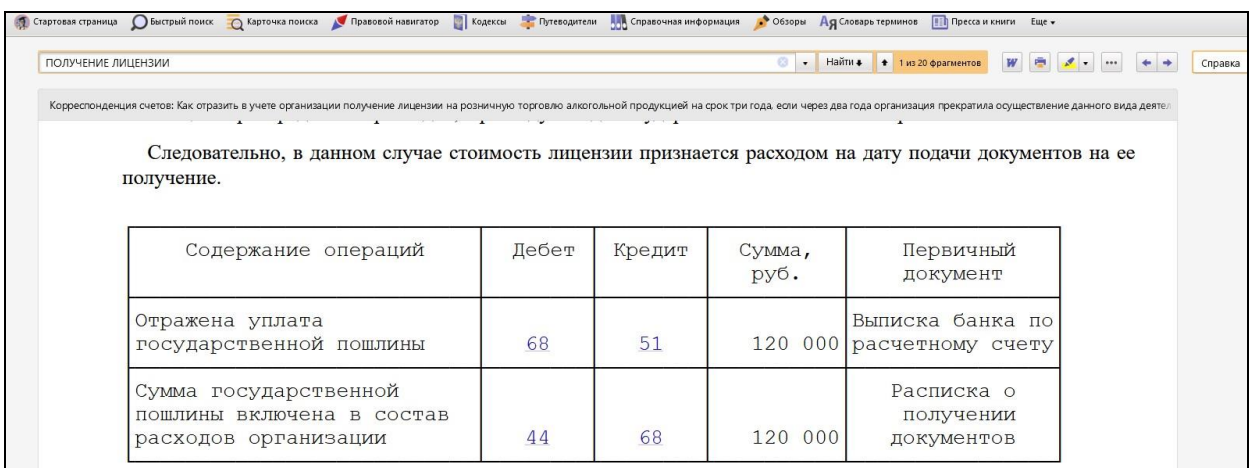 Стартовая страница Быстрый поиск Карточка поиска Правовой навигатор Кодексы Путеводители Справочная информация Обзоры Словарь терминов Пресса и книги Еще
ПОЛУЧЕНИЕ ЛИЦЕНЗИИ Найти 1 из 20 фрагментов W Справка
Корреспонденция счетов: Как отразить в учете организации получение лицензии на розничную торговлю алкогольной продукцией на срок три года, если через два года организация прекратила осуществление данного вида деятел
Следовательно, в данном случае стоимость лицензии признается расходом на дату подачи документов на ее
получение.
Содержание операций Дебет Кредит Сумма, Первичный
руб. документ
Отражена уплата Выписка банка по
государственной пошлины 68 51 120 000 расчетному счету
Сумма государственной Расписка о
пошлины включена в состав получении
расходов организации 44 68 120 000 документов